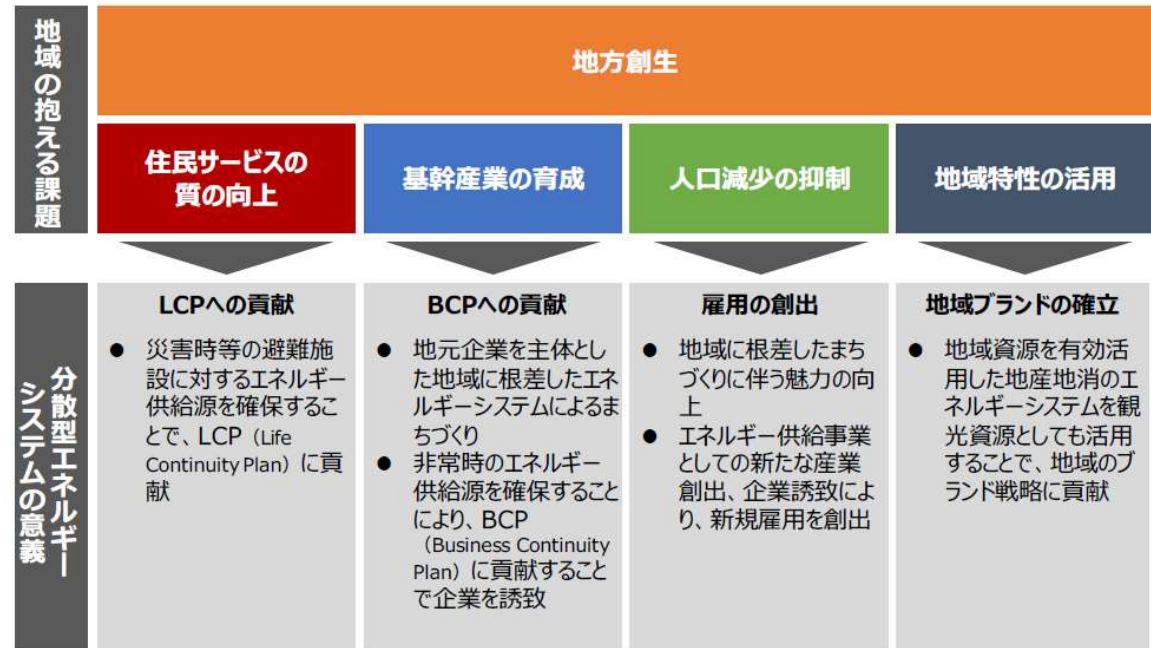 地域の抱える課題
地方創生
住民サービスの
質の向上
基幹産業の育成
人口減少の抑制
地域特性の活用
分散型エネルギー
システムの意義
LCPへの貢献
● 災害時等の避難施
設に対するエネルギー
供給源を確保するこ
とで、LCP（Life
Continuity Plan）に貢
献
BCPへの貢献
● 地元企業を主体とし
た地域に根差したエネ
ルギーシステムによるま
ちづくり
● 非常時のエネルギー
供給源を確保すること
により、BCP
（Business Continuity
Plan）に貢献すること
で企業を誘致
雇用の創出
● 地域に根差したまち
づくりに伴う魅力の向
上
● エネルギー供給事業
としての新たな産業
創出、企業誘致によ
り、新規雇用を創出
地域ブランドの確立
● 地域資源を有効活
用した地産地消のエ
ネルギーシステムを観
光資源としても活用
することで、地域のブ
ランド戦略に貢献